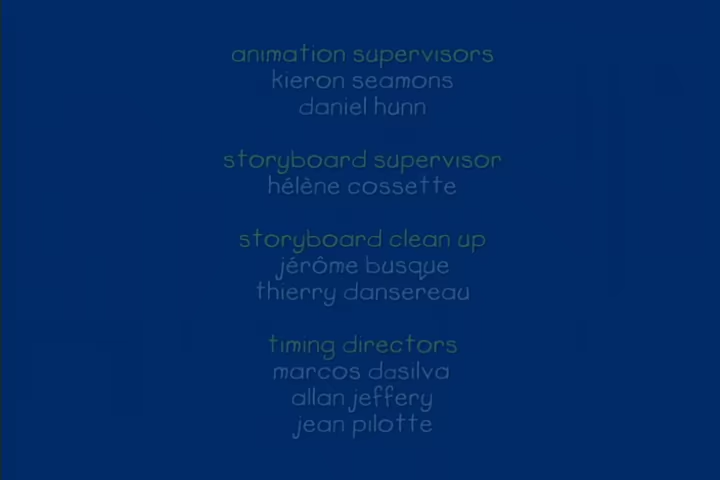 animation supervisors
kieron seamons
daniel hunn
storyboard supervisor
hélène cossette
storyboard clean up
jérôme busque
thierry dansereau
timing directors
marcos dasilva
allan jeffery
jean pilotte